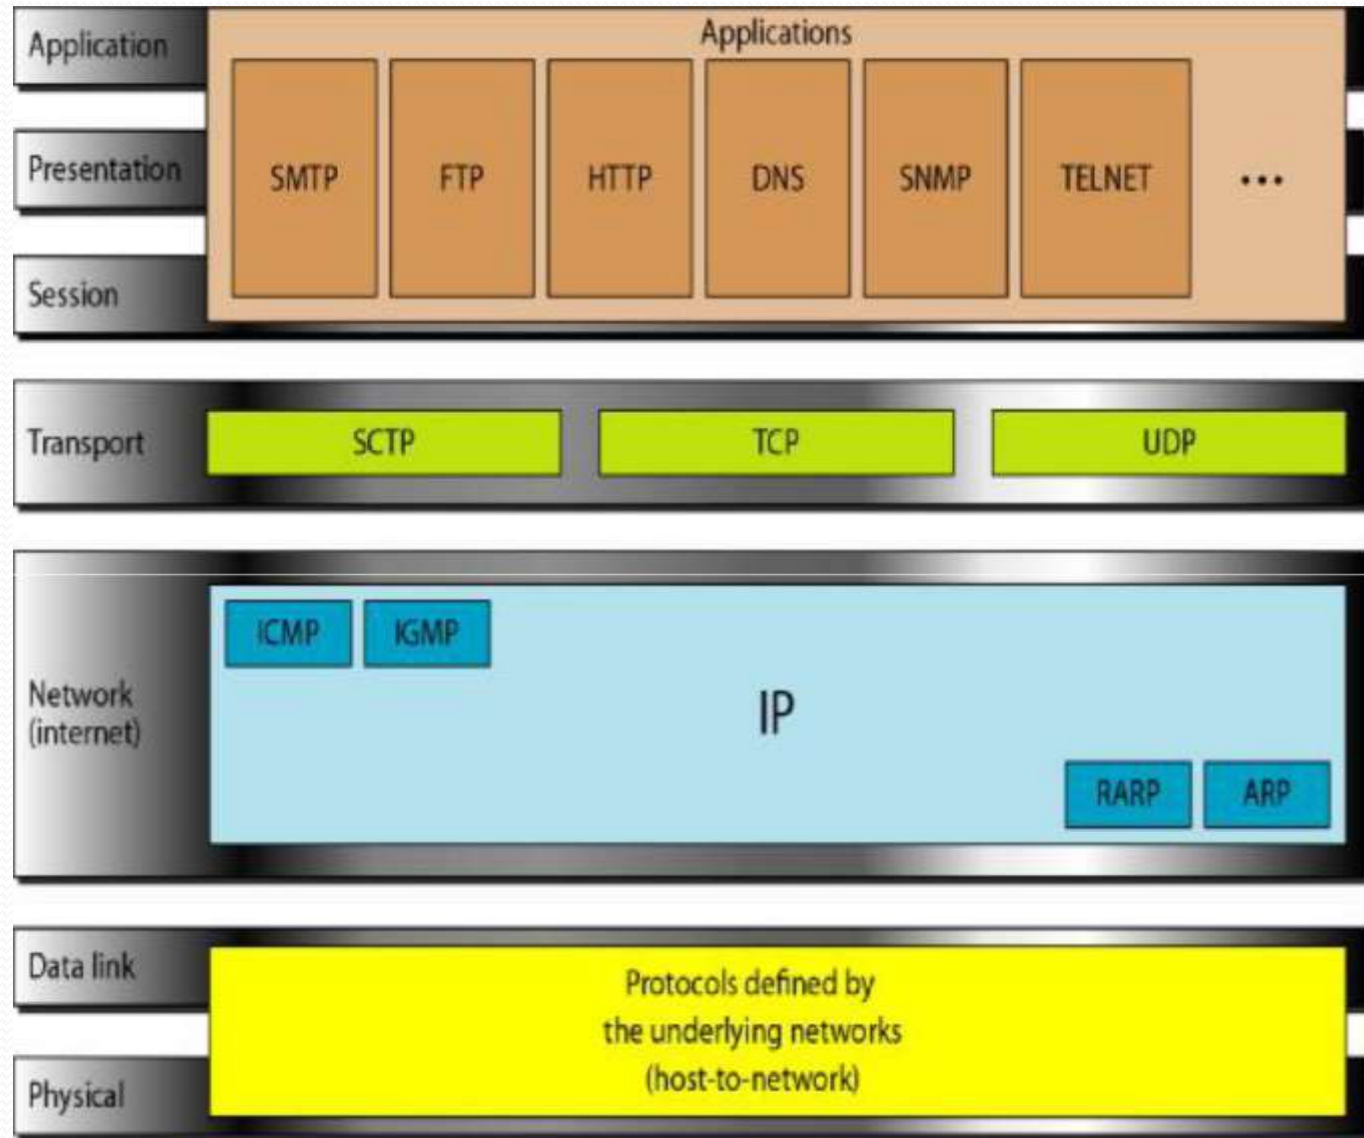 Application
Applications
Presentation
SMTP
FTP
HTTP
DNS
SNMP
TELNET
...
Session
Transport
SCTP
TCP
UDP
ICMP
IGMP
Network
(internet)
IP
RARP
ARP
Data link
Protocols defined by
the underlying networks
(host-to-network)
Physical